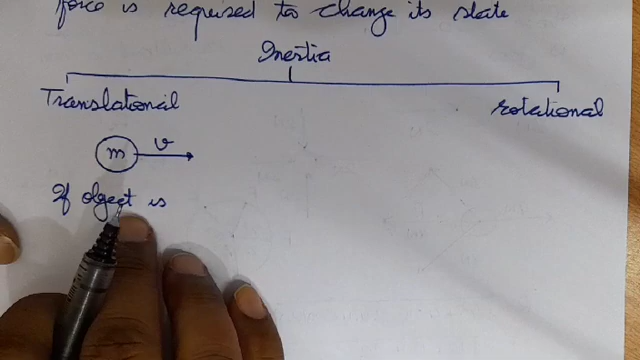 force is required to change its state
Inertia
Translational
rotational
m
v
If object is